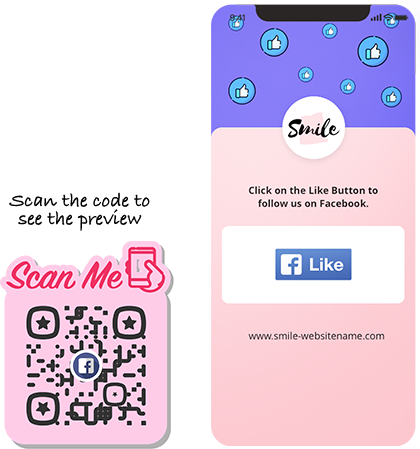 Scan the code to
see the preview
Scan Me
9:41
Smile
Click on the Like Button to
follow us on Facebook.
f Like
www.smile-websitename.com